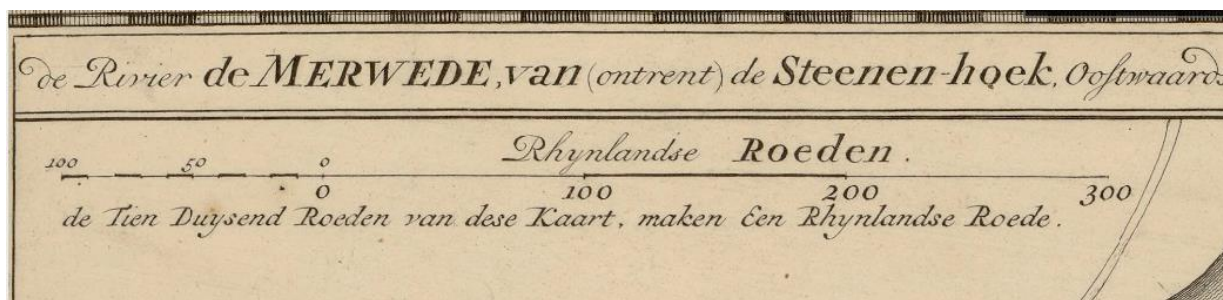 de Rivier de MERWEDE, van (ontrent) de Steenen-hoek, Oostwaards
Rhynlandse Roeden.
100 50 0
0 100 200 300
de Tien Duysend Roeden van dese Kaart, maken Een Rhynlandse Roede.